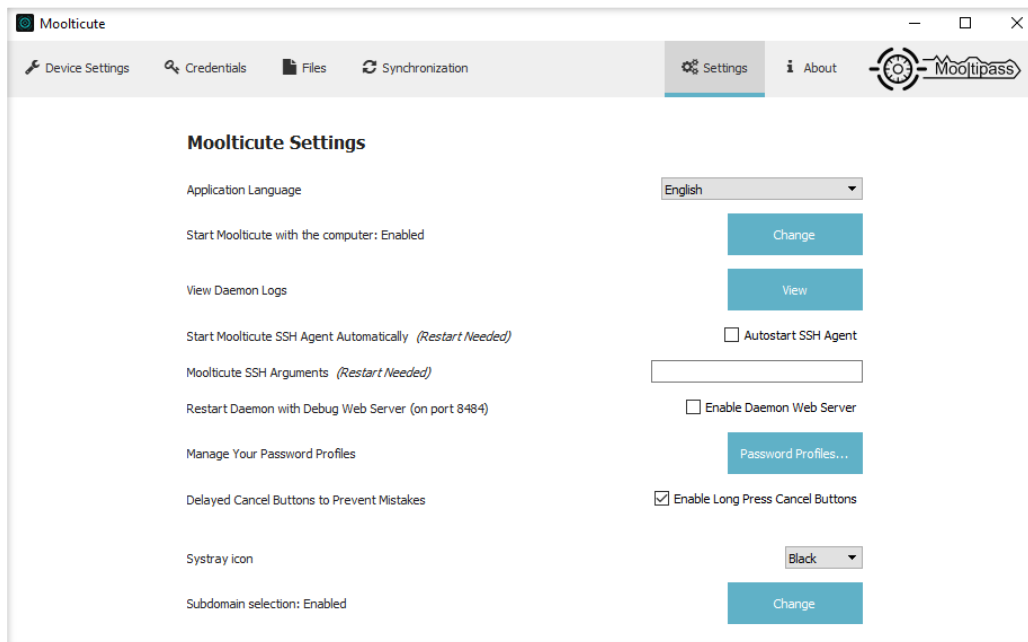 Moolticute
Device Settings Credentials Files Synchronization Settings About Mooltipass
Moolticute Settings
Application Language English
Start Moolticute with the computer: Enabled Change
View Daemon Logs View
Start Moolticute SSH Agent Automatically (Restart Needed) Autostart SSH Agent
Moolticute SSH Arguments (Restart Needed)
Restart Daemon with Debug Web Server (on port 8484) Enable Daemon Web Server
Manage Your Password Profiles Password Profiles...
Delayed Cancel Buttons to Prevent Mistakes Enable Long Press Cancel Buttons
Systray icon Black
Subdomain selection: Enabled Change